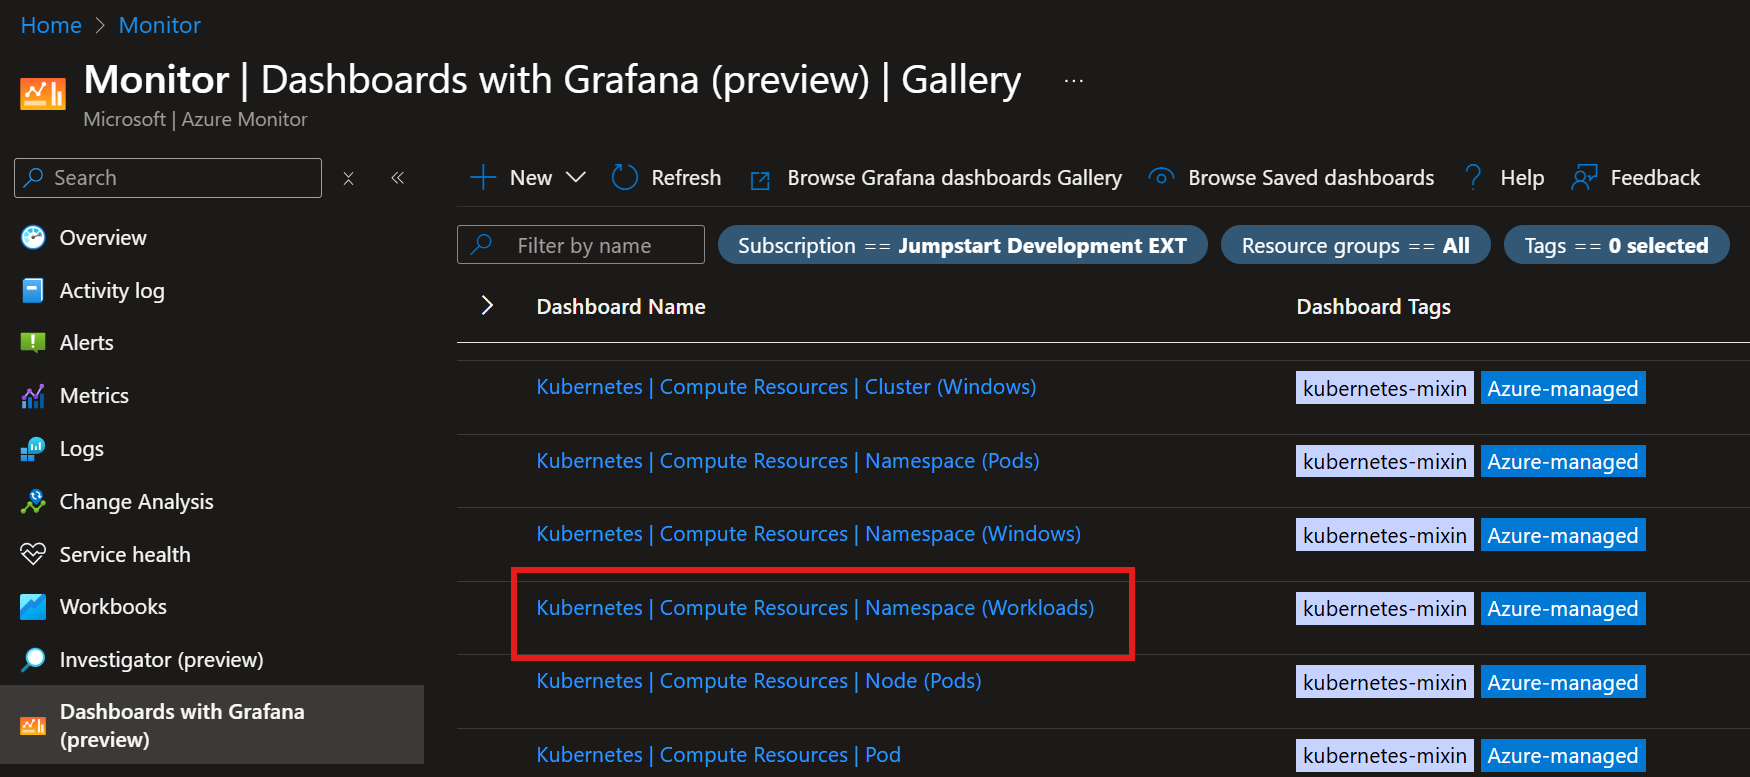 Home > Monitor
Monitor | Dashboards with Grafana (preview) | Gallery ...
Microsoft | Azure Monitor
Search
Overview
Activity log
Alerts
Metrics
Logs
Change Analysis
Service health
Workbooks
Investigator (preview)
Dashboards with Grafana
(preview)
New Refresh Browse Grafana dashboards Gallery Browse Saved dashboards Help Feedback
Filter by name Subscription == Jumpstart Development EXT Resource groups == All Tags == 0 selected
Dashboard Name Dashboard Tags
Kubernetes | Compute Resources | Cluster (Windows) kubernetes-mixin Azure-managed
Kubernetes | Compute Resources | Namespace (Pods) kubernetes-mixin Azure-managed
Kubernetes | Compute Resources | Namespace (Windows) kubernetes-mixin Azure-managed
Kubernetes | Compute Resources | Namespace (Workloads) kubernetes-mixin Azure-managed
Kubernetes | Compute Resources | Node (Pods) kubernetes-mixin Azure-managed
Kubernetes | Compute Resources | Pod kubernetes-mixin Azure-managed